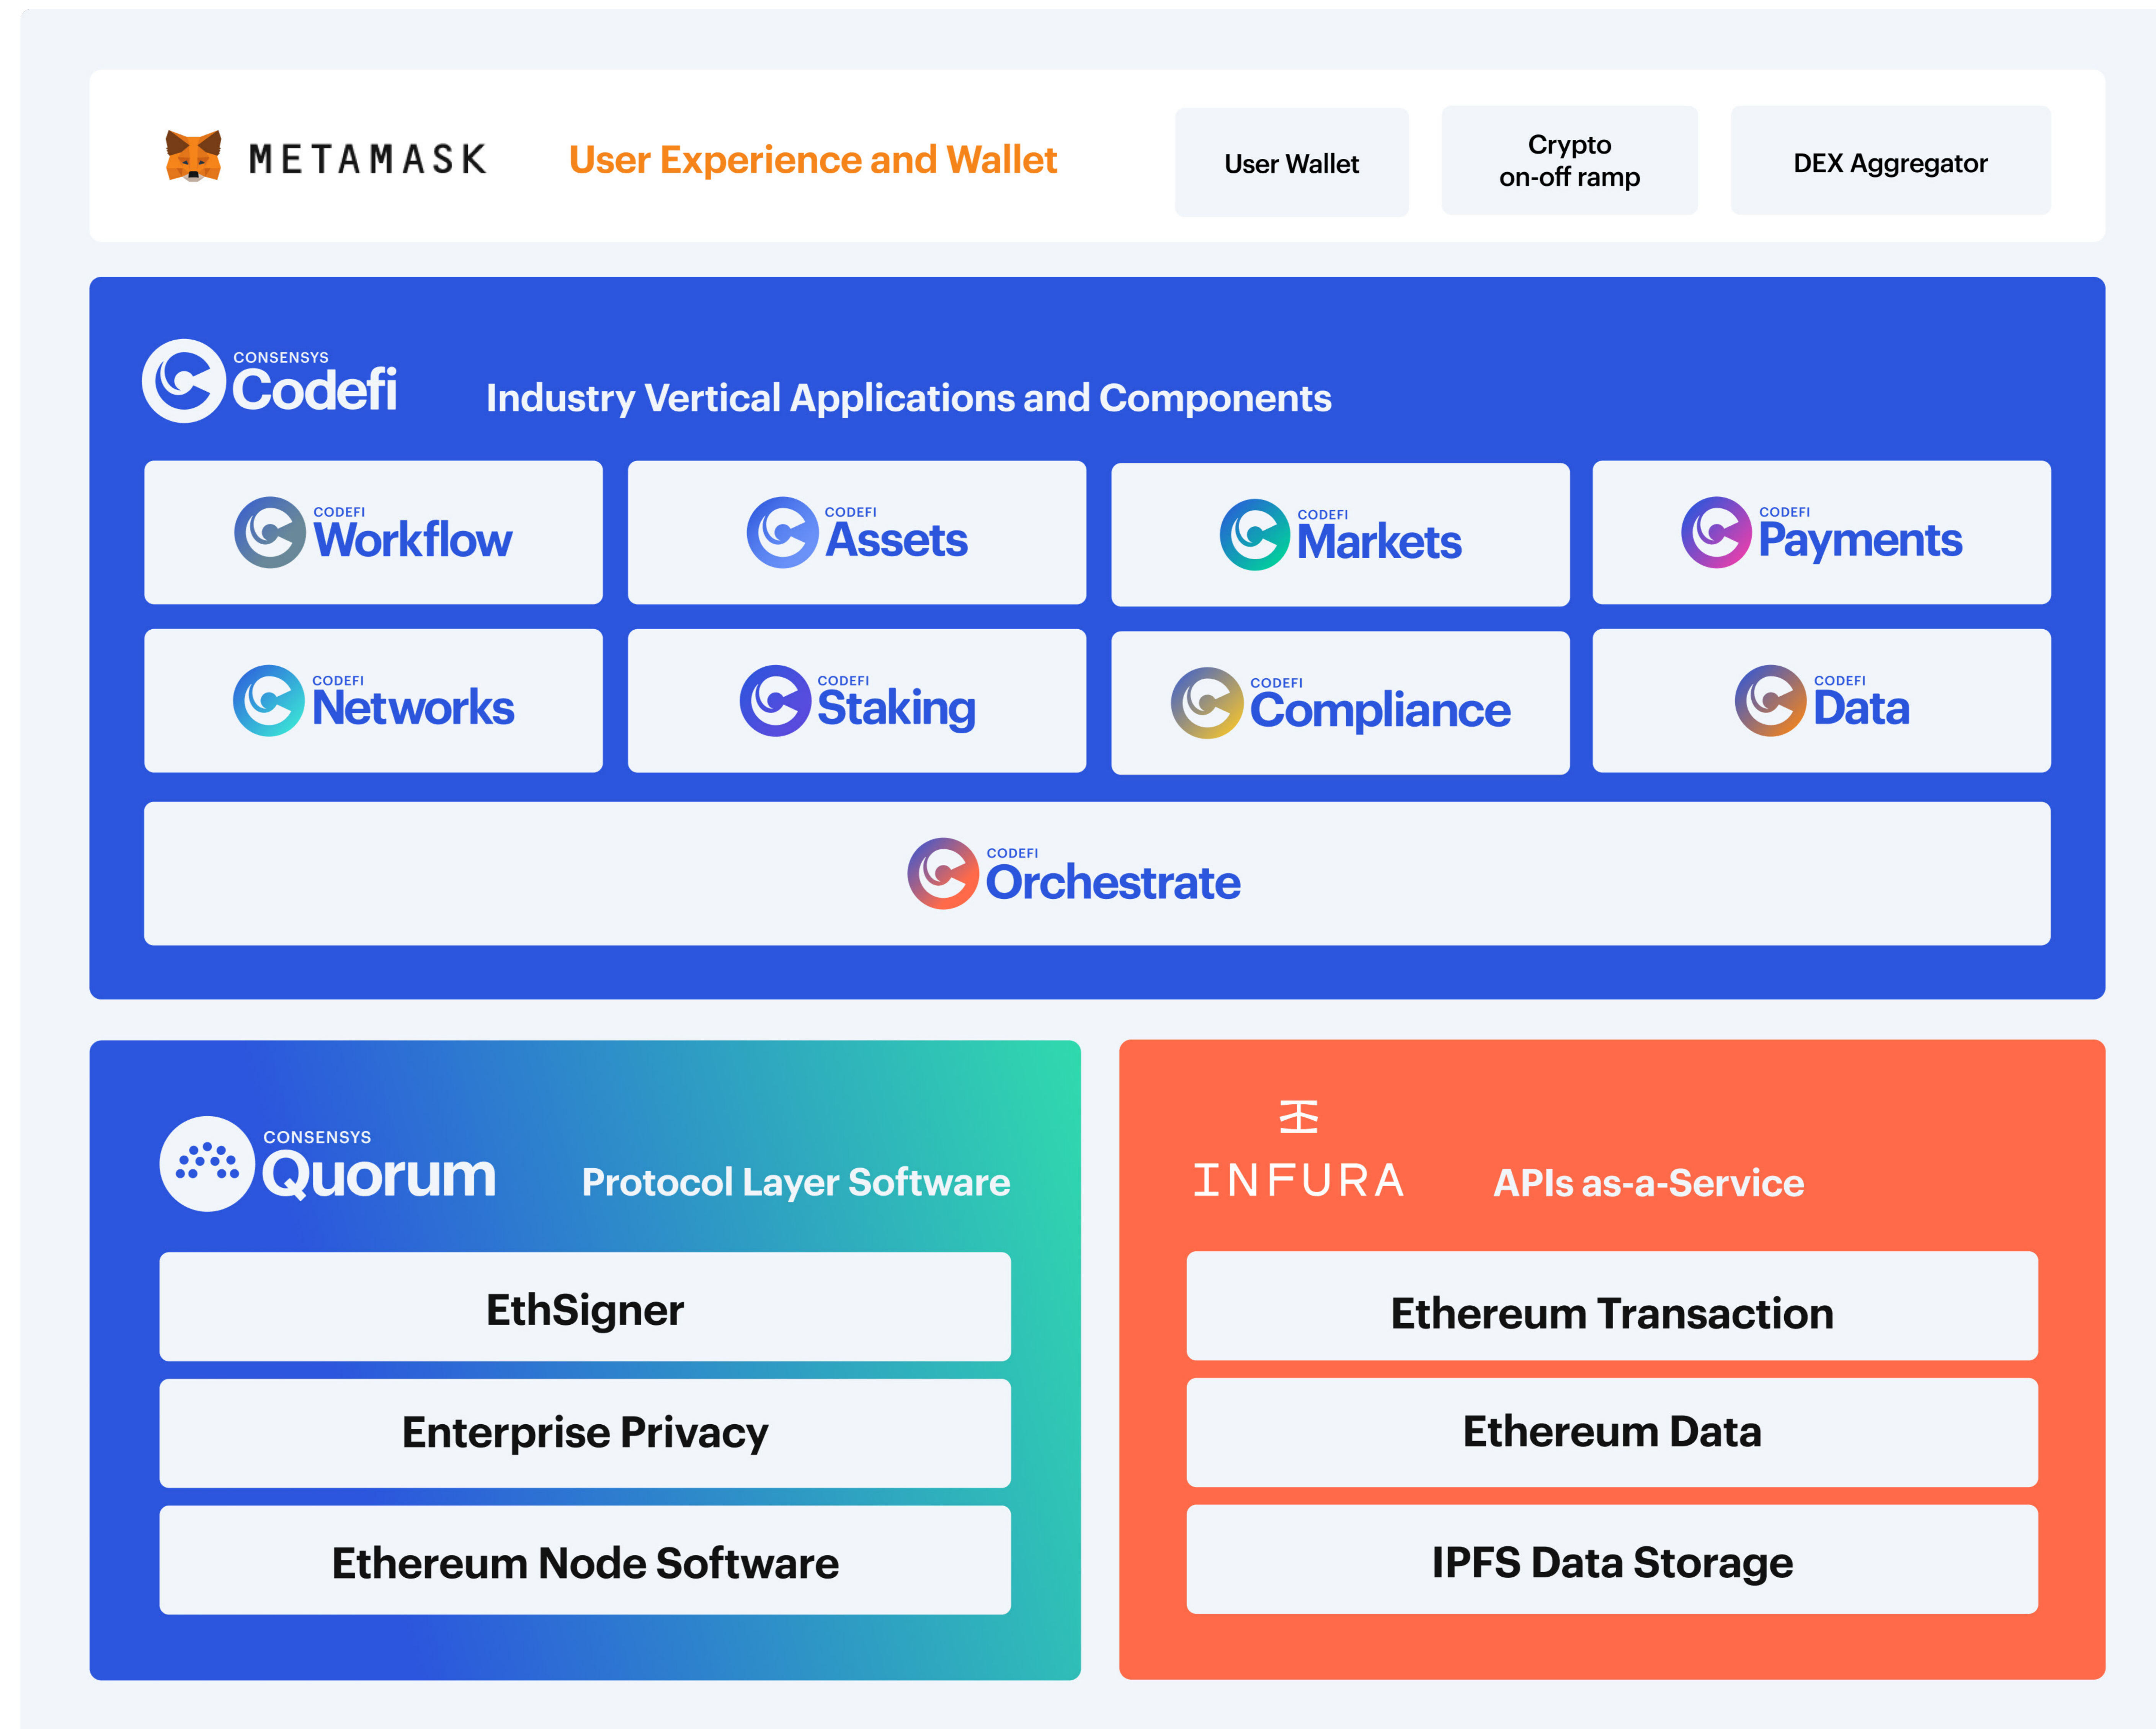 METAMASK
User Experience and Wallet
User Wallet
Crypto
on-off ramp
DEX Aggregator
CONSENSYS
Codefi
Industry Vertical Applications and Components
CODEFI
Workflow
CODEFI
Assets
CODEFI
Markets
CODEFI
Payments
CODEFI
Networks
CODEFI
Staking
CODEFI
Compliance
CODEFI
Data
CODEFI
Orchestrate
CONSENSYS
Quorum
Protocol Layer Software
EthSigner
Enterprise Privacy
Ethereum Node Software
INFURA
APIs as-a-Service
Ethereum Transaction
Ethereum Data
IPFS Data Storage